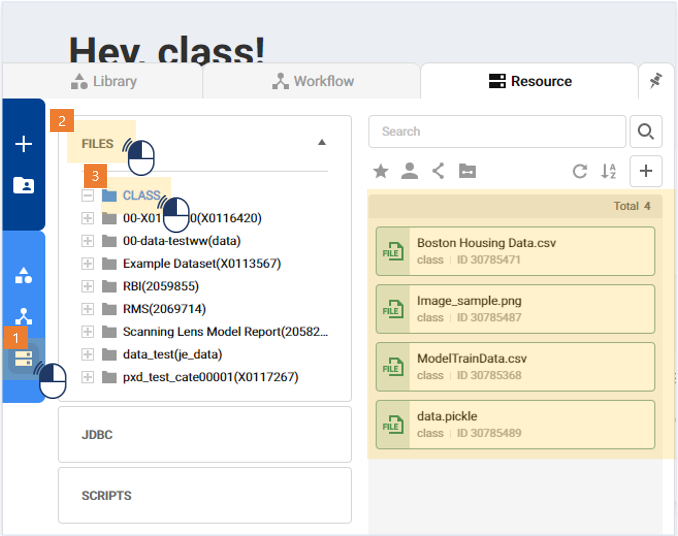 Hey, class!
Library
Workflow
Resource
2
FILES
3
CLASS
00-X01
0(X0116420)
00-data-testww(data)
Example Dataset(X0113567)
RBI(2059855)
RMS(2069714)
Scanning Lens Model Report(20582...
data_test(je_data)
pxd_test_cate00001(X0117267)
1
JDBC
SCRIPTS
Search
A
Z
Total 4
FILE
Boston Housing Data.csv
class | ID 30785471
FILE
Image_sample.png
class | ID 30785487
FILE
ModelTrainData.csv
class | ID 30785368
FILE
data.pickle
class | ID 30785489